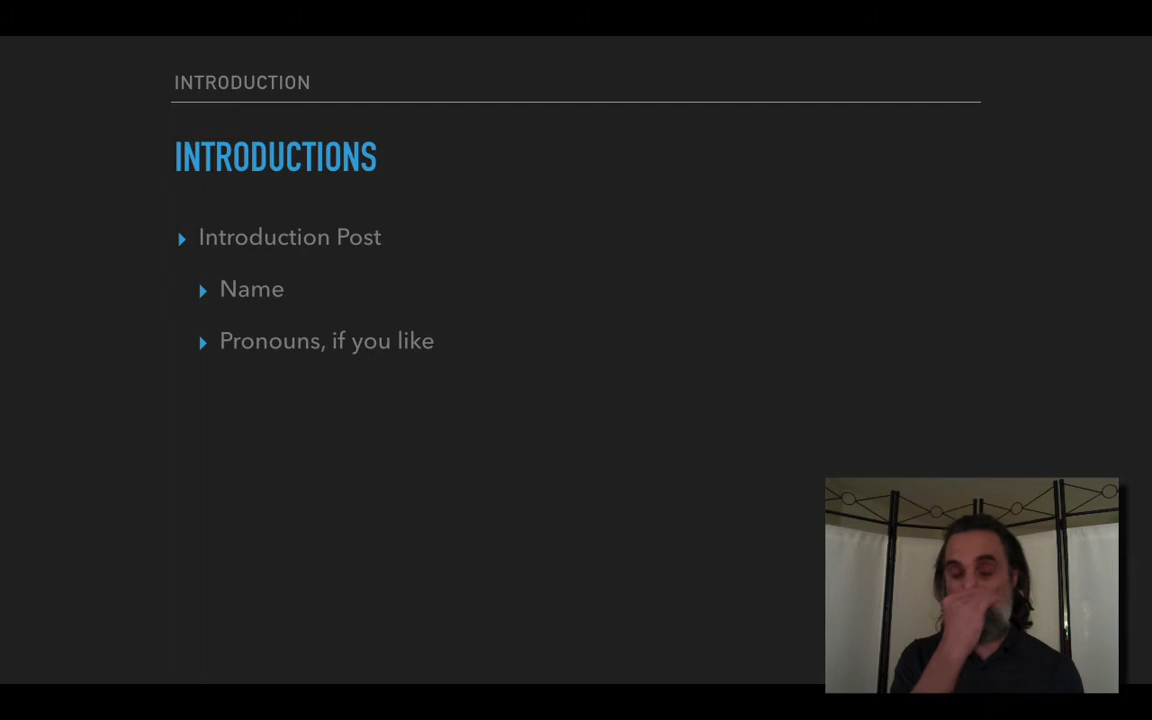 INTRODUCTION
INTRODUCTIONS
Introduction Post
Name
Pronouns, if you like